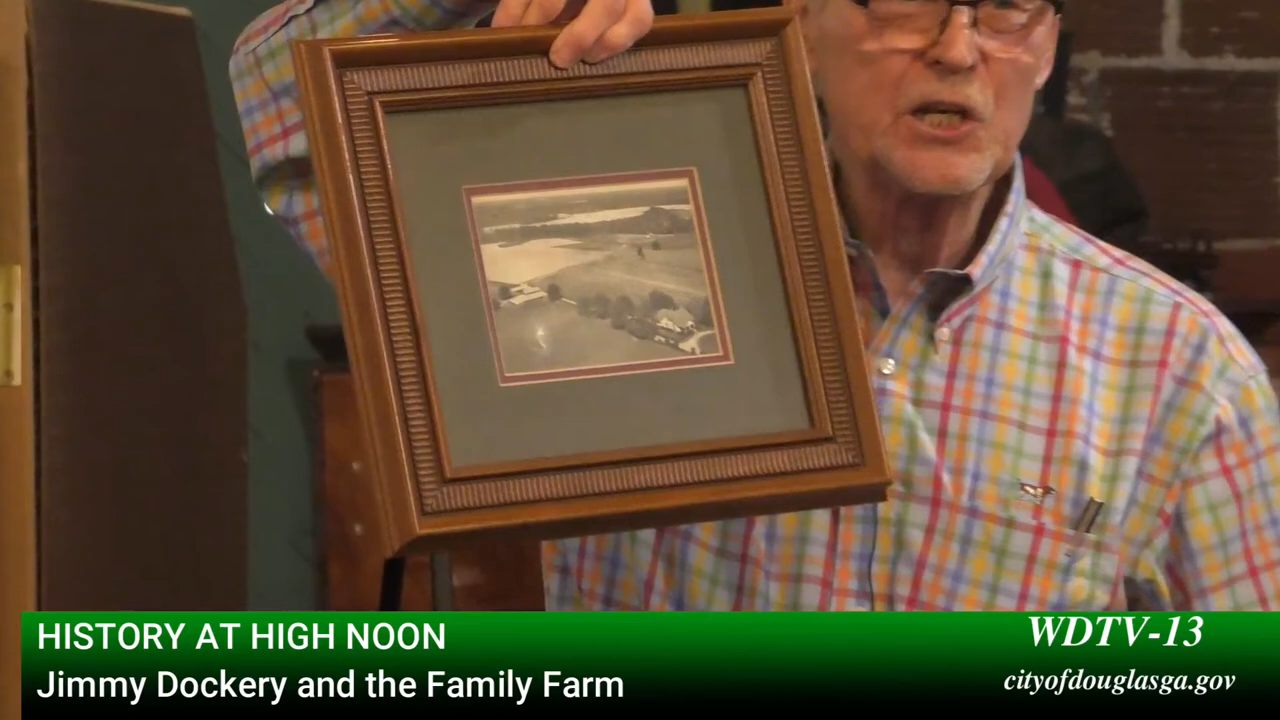 HISTORY AT HIGH NOON
Jimmy Dockery and the Family Farm
WDTV-13
cityofdouglasga.gov